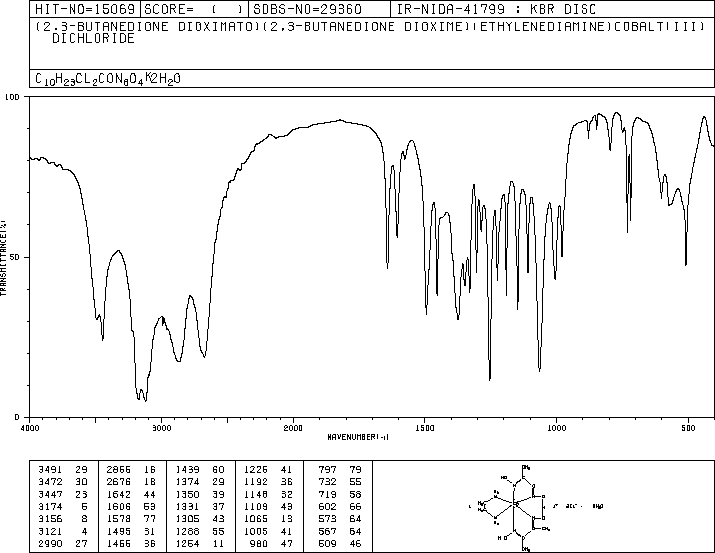 HIT-NO=15069 SCORE= ( ) SDBS-NO=29360 IR-NIDA-41799 : KBR DISC
(2,3-BUTANEDIONE DIOXIMATO)(2,3-BUTANEDIONE DIOXIME)(ETHYLENEDIAMINE)COBALT(III)
DICHLORIDE
C10H23CL2CON6O4K2H2O
100
50
0
TRANSMITTANCE(%)
4000 3000 2000 1500 1000 500
WAVENUMBER(-1)
3491 29 2866 16 1439 60 1226 41 797 79
3472 30 2676 18 1374 29 1192 36 732 55
3447 23 1642 44 1350 39 1148 32 719 58
3174 5 1606 53 1331 37 1109 43 602 66
3156 8 1578 77 1305 43 1065 13 573 64
3121 4 1495 31 1288 55 1005 41 567 64
2990 27 1455 36 1254 11 980 47 509 46